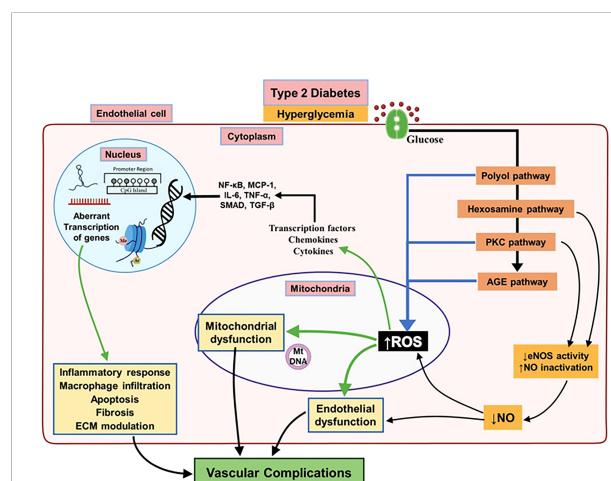 Type 2 Diabetes
Hyperglycemia
Endothelial cell
Cytoplasm
Glucose
Nucleus
Promoter Region
CpG Island
Aberrant
Transcription
of genes
Me
Ac
NF-κB, MCP-1,
IL-6, TNF-α,
SMAD, TGF-β
Transcription factors
Chemokines
Cytokines
Polyol pathway
Hexosamine pathway
PKC pathway
AGE pathway
Mitochondria
Mitochondrial
dysfunction
Mt
DNA
↑ROS
↓eNOS activity
↑NO inactivation
Inflammatory response
Macrophage infiltration
Apoptosis
Fibrosis
ECM modulation
Endothelial
dysfunction
↓NO
Vascular Complications